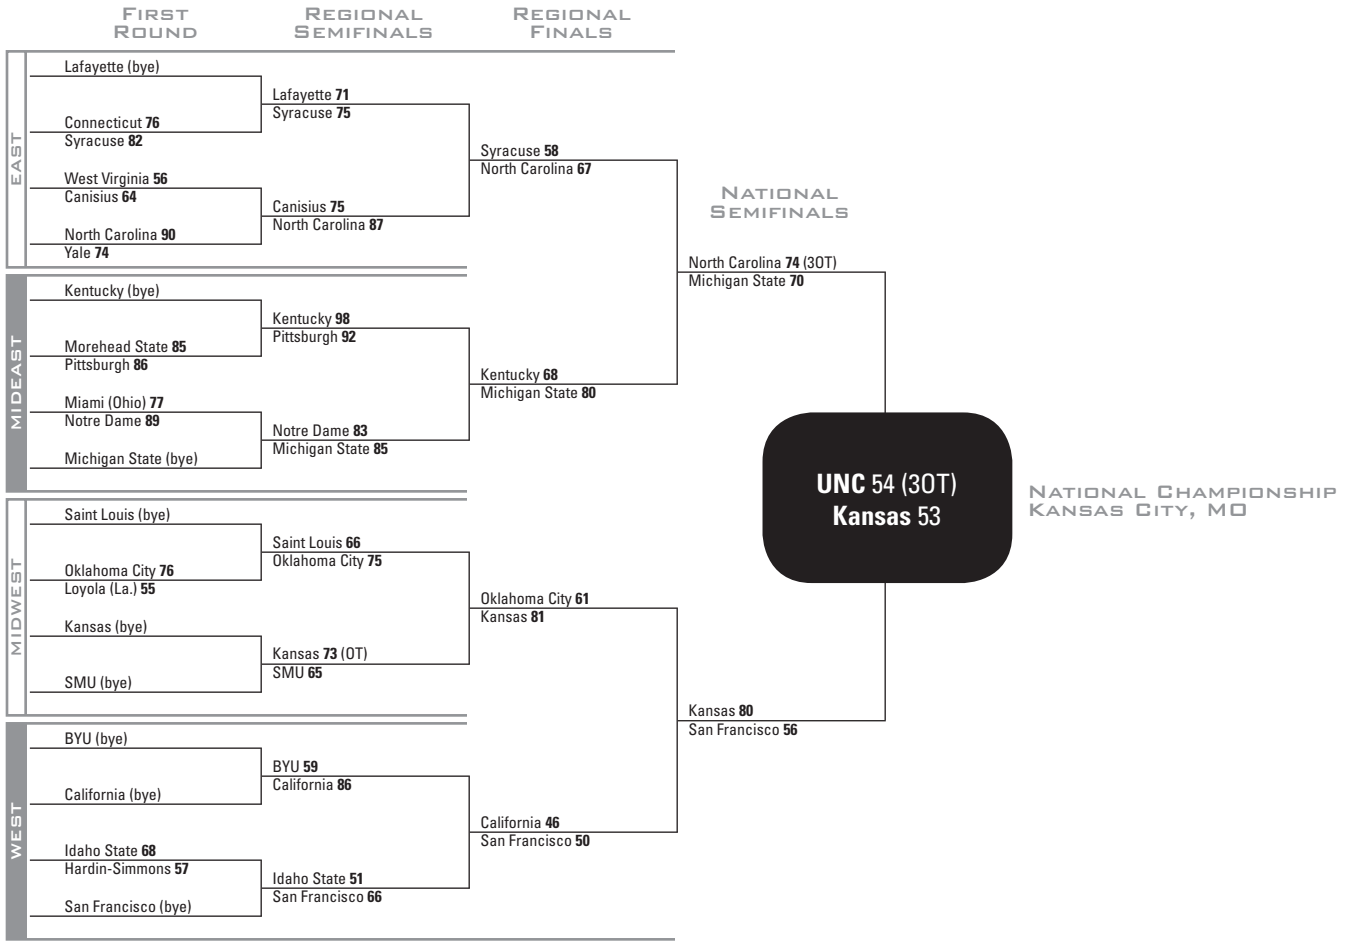 FIRST ROUND
REGIONAL SEMIFINALS
REGIONAL FINALS
EAST
Lafayette (bye)
Connecticut 76
Syracuse 82
West Virginia 56
Canisius 64
North Carolina 90
Yale 74
Lafayette 71
Syracuse 75
Canisius 75
North Carolina 87
Syracuse 58
North Carolina 67
MIDEAST
Kentucky (bye)
Morehead State 85
Pittsburgh 86
Miami (Ohio) 77
Notre Dame 89
Michigan State (bye)
Kentucky 98
Pittsburgh 92
Notre Dame 83
Michigan State 85
Kentucky 68
Michigan State 80
MIDWEST
Saint Louis (bye)
Oklahoma City 76
Loyola (La.) 55
Kansas (bye)
SMU (bye)
Saint Louis 66
Oklahoma City 75
Kansas 73 (OT)
SMU 65
Oklahoma City 61
Kansas 81
WEST
BYU (bye)
California (bye)
Idaho State 68
Hardin-Simmons 57
San Francisco (bye)
BYU 59
California 86
Idaho State 51
San Francisco 66
California 46
San Francisco 50
NATIONAL
SEMIFINALS
North Carolina 74 (3OT)
Michigan State 70
Kansas 80
San Francisco 56
UNC 54 (3OT)
Kansas 53
NATIONAL CHAMPIONSHIP
KANSAS CITY, MO